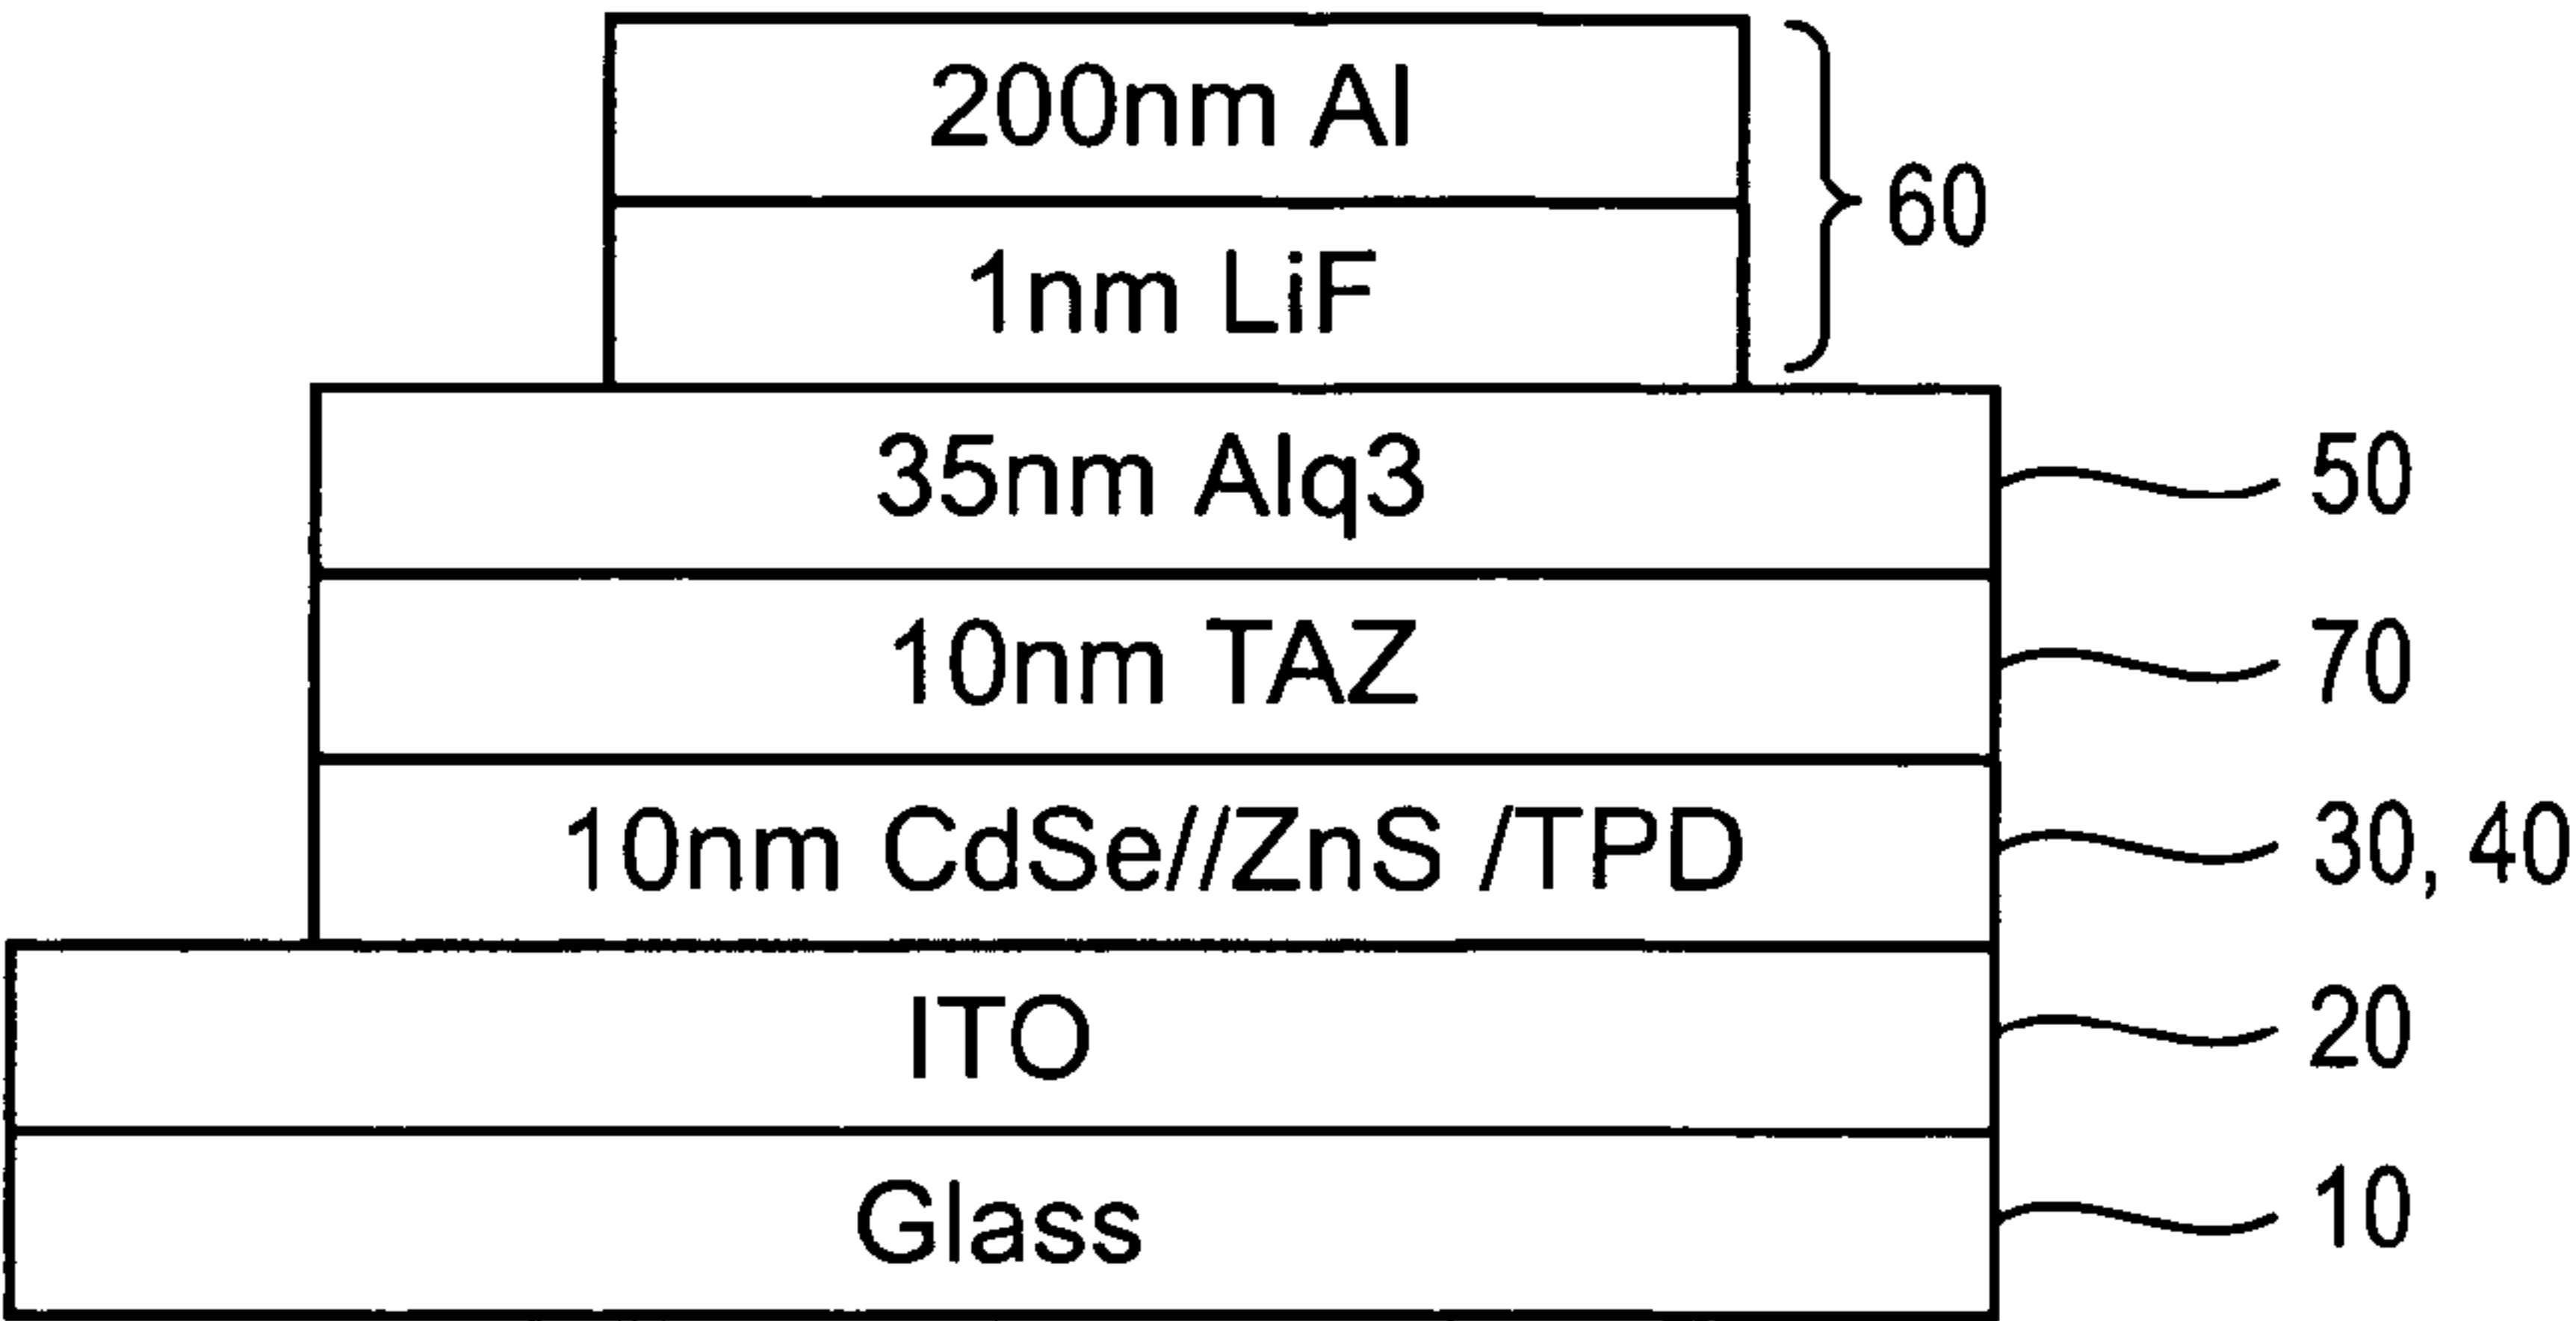 200nm Al
60
1nm LiF
35nm Alq3
50
10nm TAZ
70
10nm CdSe//ZnS /TPD
30, 40
ITO
20
Glass
10